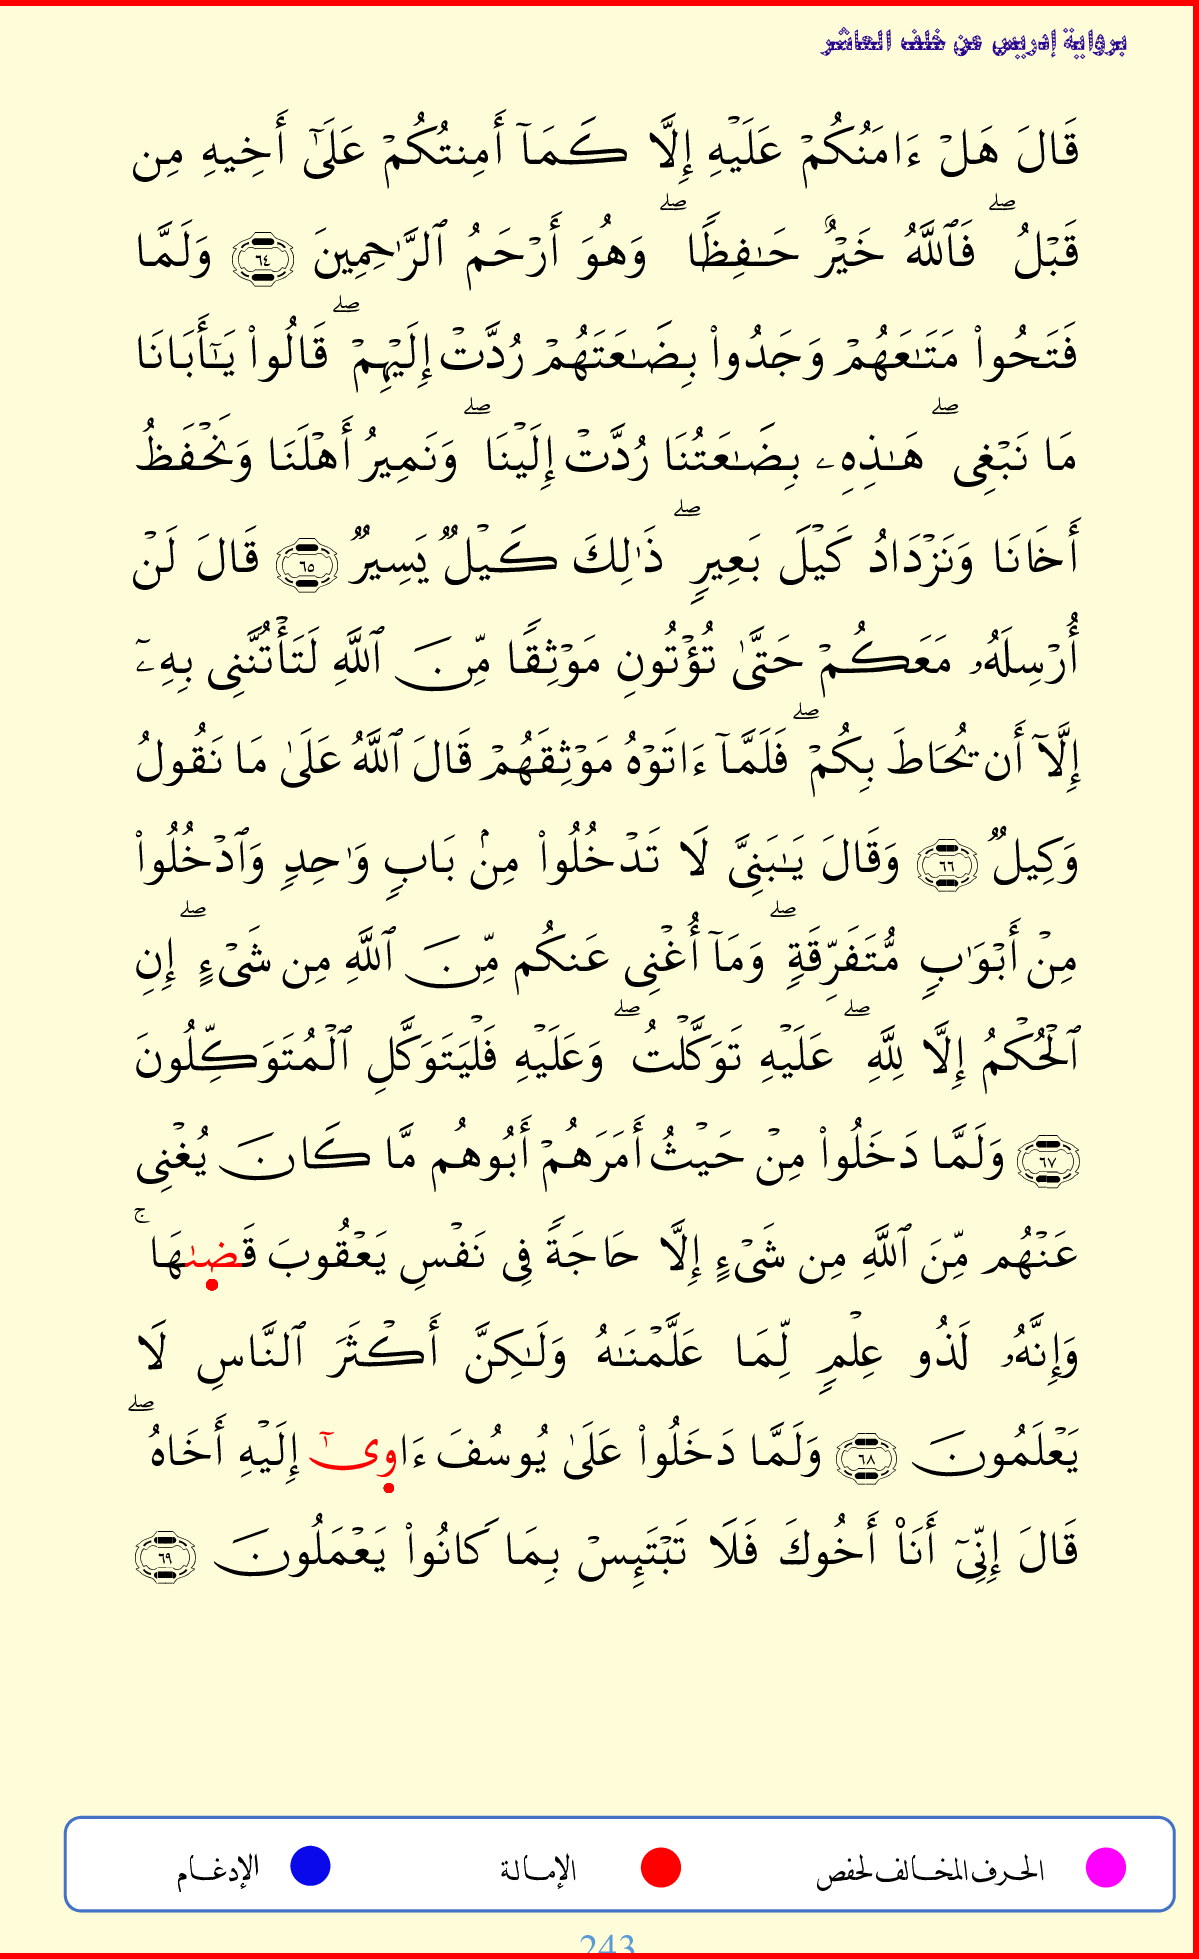 برواية إدريس عن خلف العاشر
قَالَ هَلۡ ءَامَنُكُمۡ عَلَيۡهِ إِلَّا كَمَآ أَمِنتُكُمۡ عَلَىٰٓ أَخِيهِ مِن
قَبۡلُۖ فَٱللَّهُ خَيۡرٌ حَـٰفِظٗاۖ وَهُوَ أَرۡحَمُ ٱلرَّٰحِمِينَ ٦٤ وَلَمَّا
فَتَحُواْ مَتَـٰعَهُمۡ وَجَدُواْ بِضَـٰعَتَهُمۡ رُدَّتۡ إِلَيۡهِمۡۖ قَالُواْ يَـٰٓأَبَانَا
مَا نَبۡغِيۖ هَـٰذِهِۦ بِضَـٰعَتُنَا رُدَّتۡ إِلَيۡنَاۖ وَنَمِيرُ أَهۡلَنَا وَنَحۡفَظُ
أَخَانَا وَنَزۡدَادُ كَيۡلَ بَعِيرٖۖ ذَٰلِكَ كَيۡلٞ يَسِيرٞ ٦٥ قَالَ لَنۡ
أُرۡسِلَهُۥ مَعَكُمۡ حَتَّىٰ تُؤۡتُونِ مَوۡثِقٗا مِّنَ ٱللَّهِ لَتَأۡتُنَّنِي بِهِۦٓ
إِلَّآ أَن يُحَاطَ بِكُمۡۖ فَلَمَّآ ءَاتَوۡهُ مَوۡثِقَهُمۡ قَالَ ٱللَّهُ عَلَىٰ مَا نَقُولُ
وَكِيلٞ ٦٦ وَقَالَ يَـٰبَنِيَّ لَا تَدۡخُلُواْ مِنۢ بَابٖ وَٰحِدٖ وَٱدۡخُلُواْ
مِنۡ أَبۡوَٰبٖ مُّتَفَرِّقَةٖۖ وَمَآ أُغۡنِي عَنكُم مِّنَ ٱللَّهِ مِن شَيۡءٍۖ إِنِ
ٱلۡحُكۡمُ إِلَّا لِلَّهِۖ عَلَيۡهِ تَوَكَّلۡتُۖ وَعَلَيۡهِ فَلۡيَتَوَكَّلِ ٱلۡمُتَوَكِّلُونَ
٦٧ وَلَمَّا دَخَلُواْ مِنۡ حَيۡثُ أَمَرَهُمۡ أَبُوهُم مَّا كَانَ يُغۡنِي
عَنۡهُم مِّنَ ٱللَّهِ مِن شَيۡءٍ إِلَّا حَاجَةٗ فِي نَفۡسِ يَعۡقُوبَ قَضىٰهَاۚ
وَإِنَّهُۥ لَذُو عِلۡمٖ لِّمَا عَلَّمۡنَـٰهُ وَلَـٰكِنَّ أَكۡثَرَ ٱلنَّاسِ لَا
يَعۡلَمُونَ ٦٨ وَلَمَّا دَخَلُواْ عَلَىٰ يُوسُفَ ءَاوىٰٓ إِلَيۡهِ أَخَاهُۖ
قَالَ إِنِّيٓ أَنَا۠ أَخُوكَ فَلَا تَبۡتَئِسۡ بِمَا كَانُواْ يَعۡمَلُونَ ٦٩
الحرف المخالف لحفص الإمالة الإدغام
243